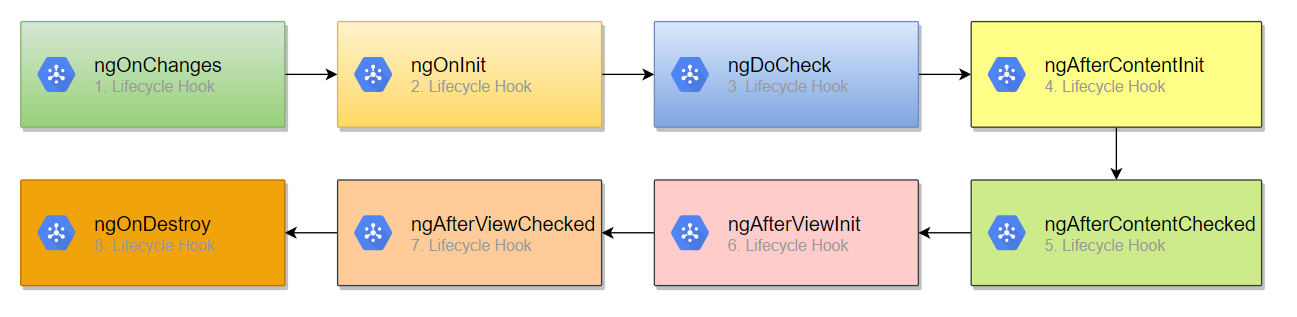 ngOnChanges
1. Lifecycle Hook
ngOnInit
2. Lifecycle Hook
ngDoCheck
3. Lifecycle Hook
ngAfterContentInit
4. Lifecycle Hook
ngAfterContentChecked
5. Lifecycle Hook
ngAfterViewInit
6. Lifecycle Hook
ngAfterViewChecked
7. Lifecycle Hook
ngOnDestroy
8. Lifecycle Hook